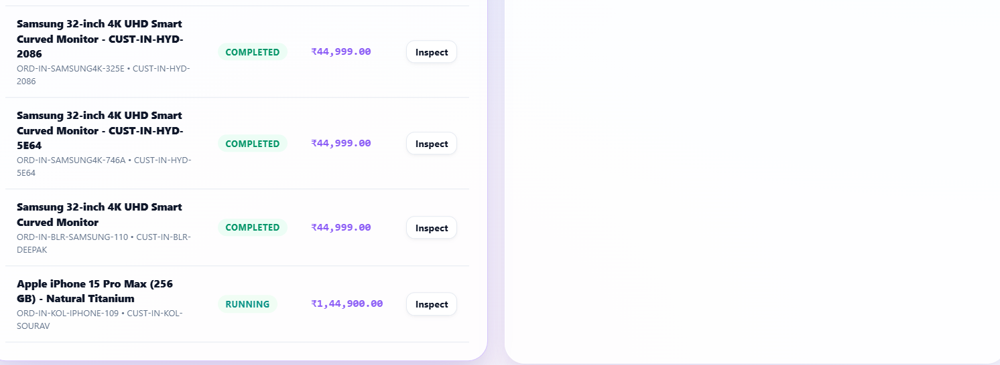 Samsung 32-inch 4K UHD Smart
Curved Monitor - CUST-IN-HYD-
2086
ORD-IN-SAMSUNG4K-325E • CUST-IN-HYD-
2086
COMPLETED
₹44,999.00
Inspect
Samsung 32-inch 4K UHD Smart
Curved Monitor - CUST-IN-HYD-
5E64
ORD-IN-SAMSUNG4K-746A • CUST-IN-HYD-
5E64
COMPLETED
₹44,999.00
Inspect
Samsung 32-inch 4K UHD Smart
Curved Monitor
ORD-IN-BLR-SAMSUNG-110 • CUST-IN-BLR-
DEEPAK
COMPLETED
₹44,999.00
Inspect
Apple iPhone 15 Pro Max (256
GB) - Natural Titanium
ORD-IN-KOL-IPHONE-109 • CUST-IN-KOL-
SOURAV
RUNNING
₹1,44,900.00
Inspect